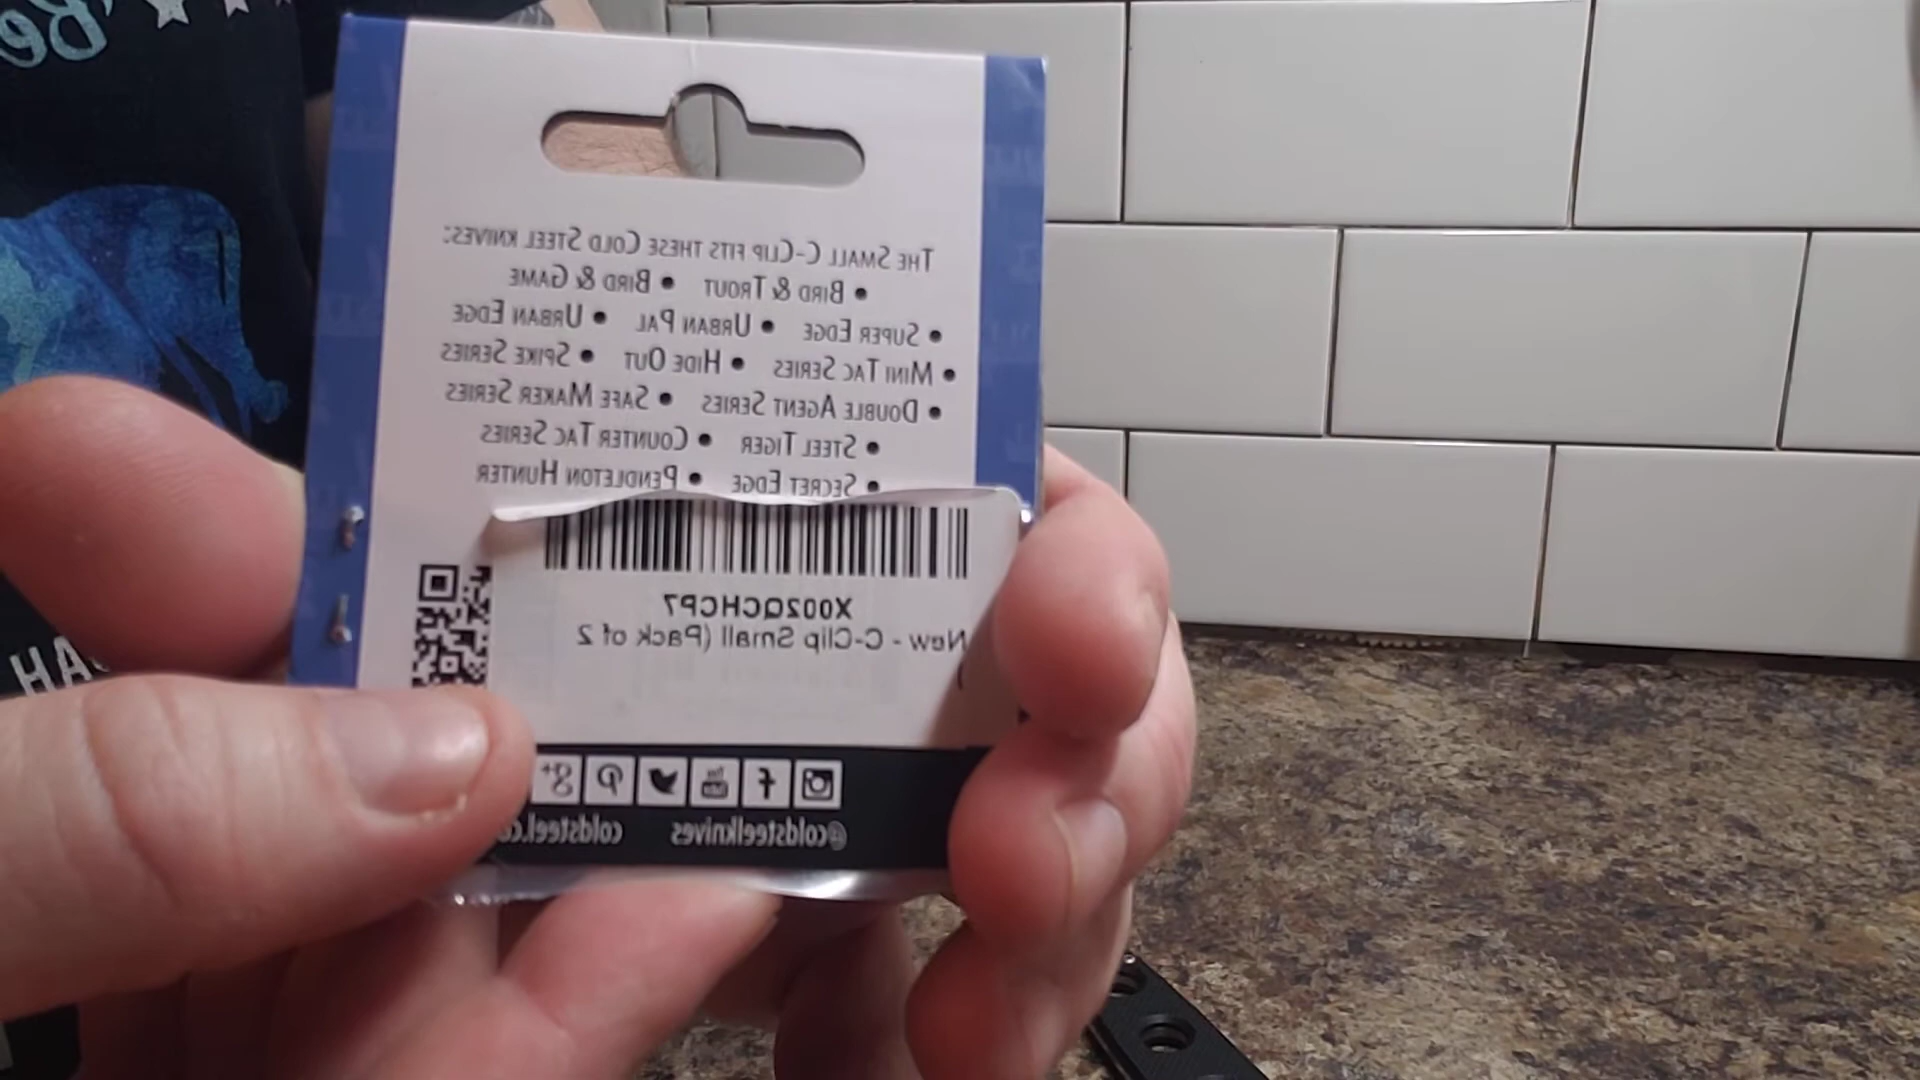 Be
The Small C-Clip fits these Cold Steel knives:
• Bird & Trout • Bird & Game
• Super Edge • Urban Pal • Urban Edge
• Mini Tac Series • Hide Out • Spike Series
• Double Agent Series • Safe Maker Series
• Steel Tiger • Counter Tac Series
• Secret Edge • Pendleton Hunter
X002QCHCP7
New - C-Clip Small (Pack of 2
)
@coldsteelknives coldsteel.c